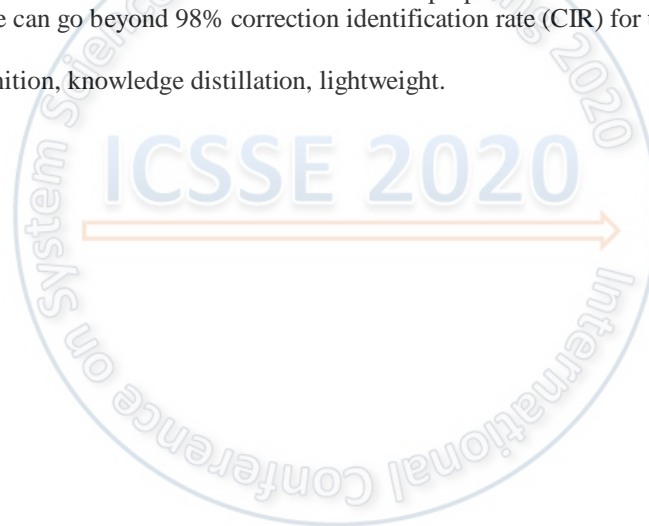 e can go beyond 98% correction identification rate (CIR) for
nition, knowledge distillation, lightweight.
ICSSE 2020
International Conference on System
2020